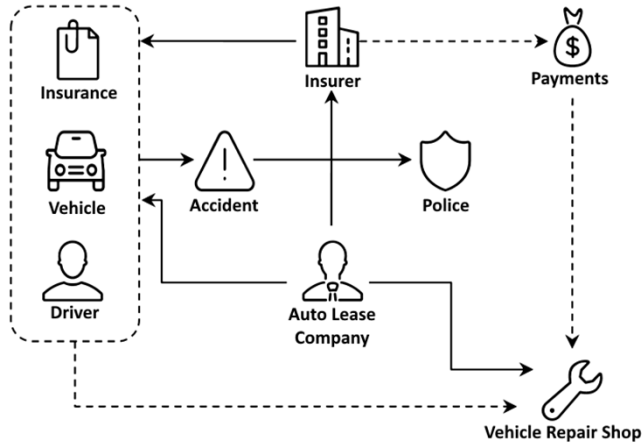 Insurance
Insurer
Payments
$
Vehicle
Accident
Police
Driver
Auto Lease
Company
Vehicle Repair Shop